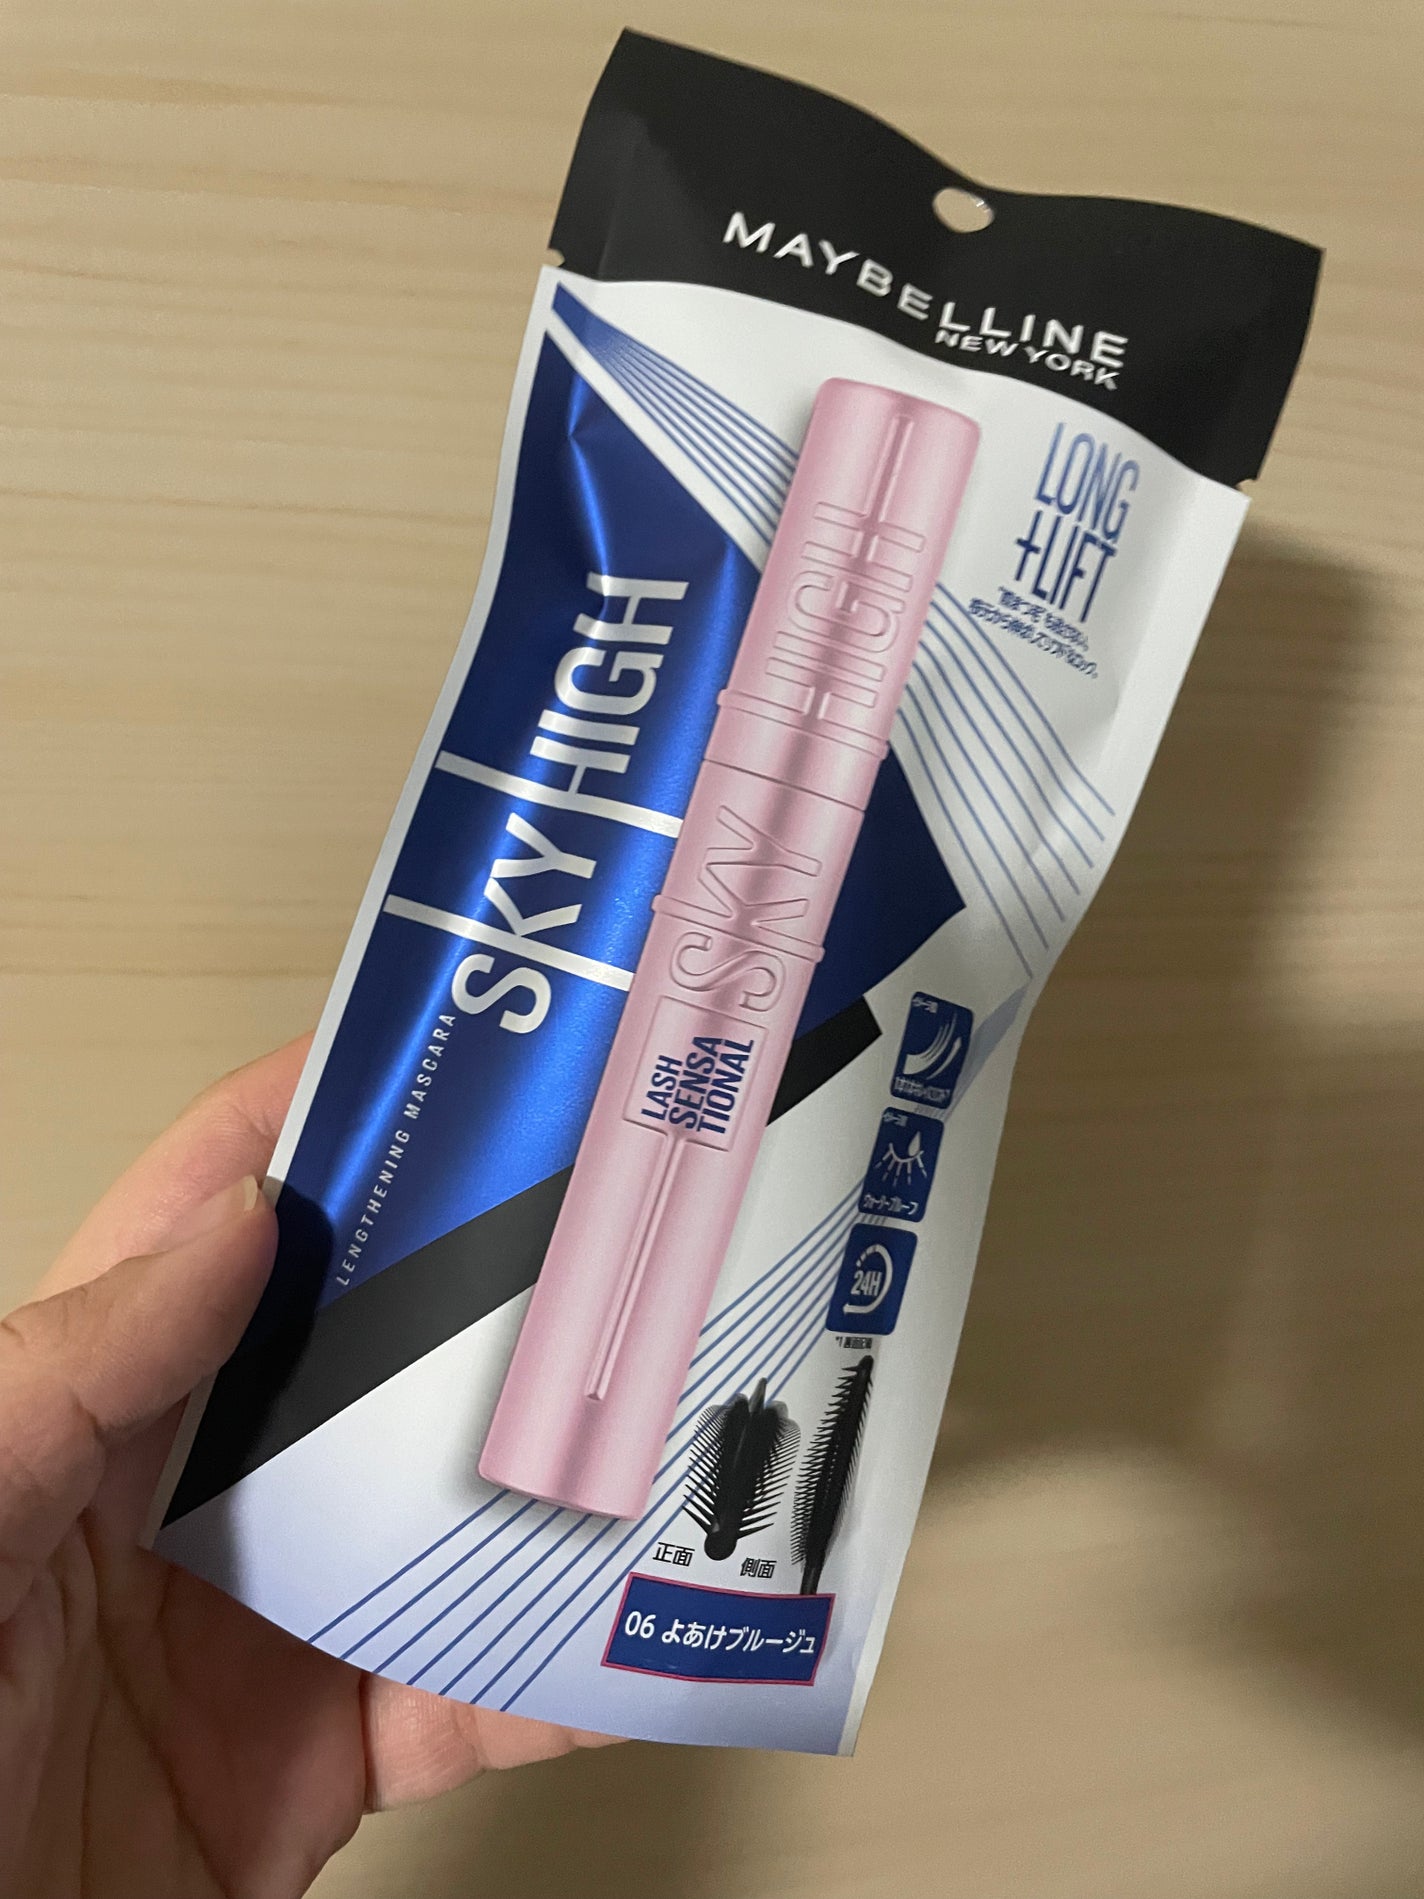 MAYBELLINE
NEW YORK
LONG
+LIFT
SKY HIGH
LENGTHENING MASCARA
SKY HIGH
LASH
SENSA
TIONAL
ウォータープルーフ
24H
正面
側面
06 よあけブルージュ